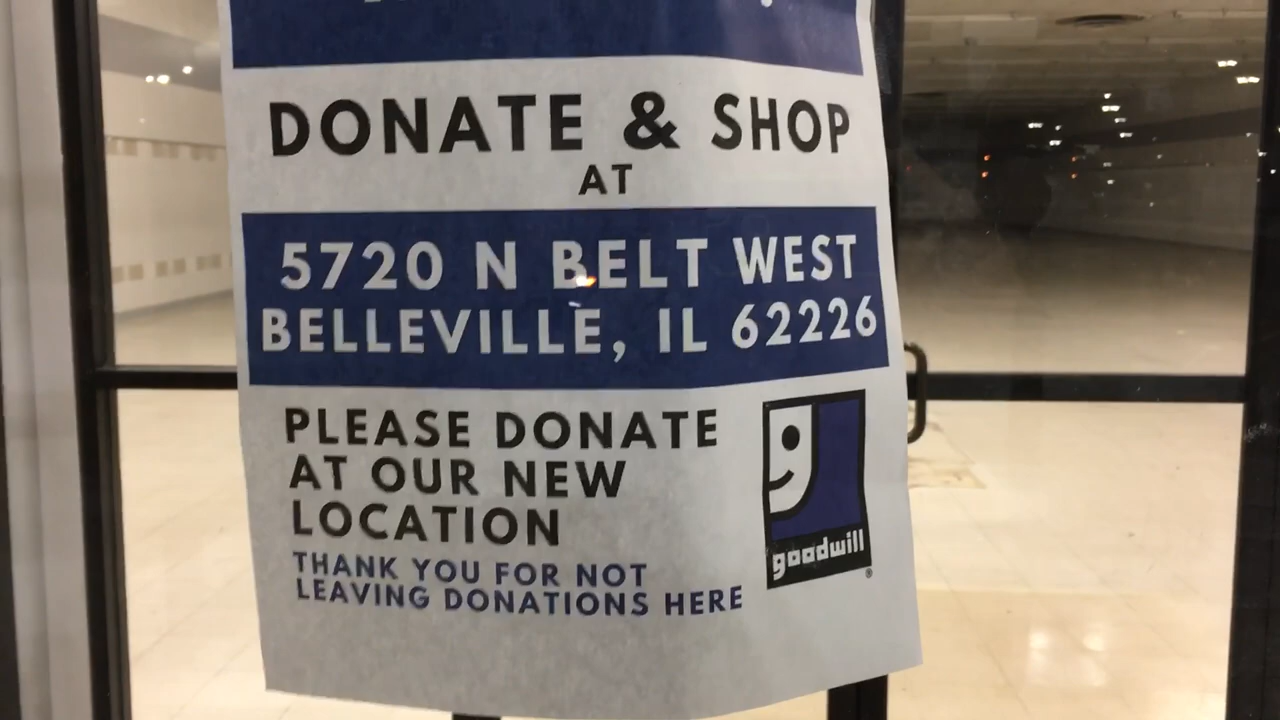 DONATE & SHOP
AT
5720 N BELT WEST
BELLEVILLE, IL 62226
PLEASE DONATE
AT OUR NEW
LOCATION
THANK YOU FOR NOT
LEAVING DONATIONS HERE
goodwill
®